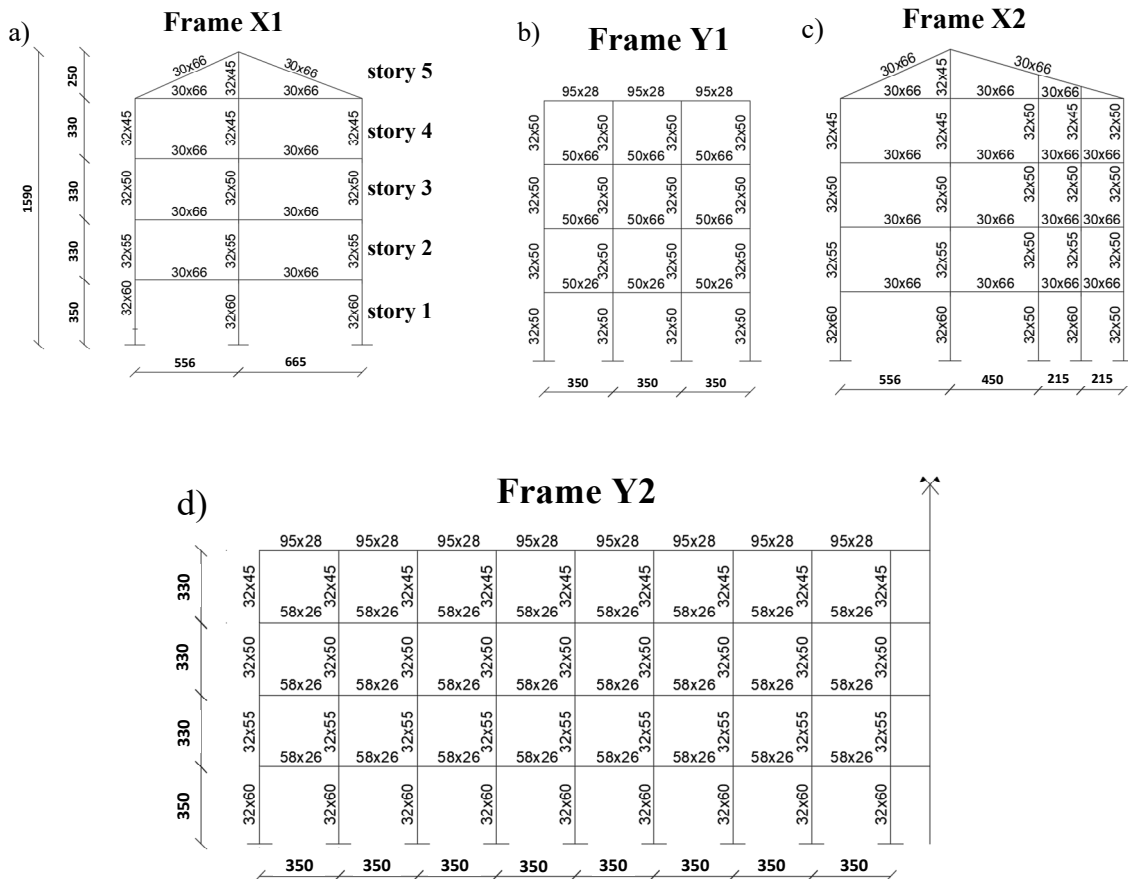 a)
Frame X1
30x66 32x45 30x66
30x66 30x66
32x45 32x45 32x45
30x66 30x66
32x50 32x50 32x50
30x66 30x66
32x55 32x55 32x55
30x66 30x66
32x60 32x60 32x60
story 5
story 4
story 3
story 2
story 1
250
330
330
330
350
1590
556 665
b)
Frame Y1
95x28 95x28 95x28
32x50 32x50 32x50 32x50
50x66 50x66 50x66
32x50 32x50 32x50 32x50
50x66 50x66 50x66
32x50 32x50 32x50 32x50
50x26 50x26 50x26
32x50 32x50 32x50 32x50
350 350 350
c)
Frame X2
30x66 32x45 30x66
30x66 30x66 30x66
32x45 32x45 32x50 32x45 32x50
30x66 30x66 30x66 30x66
32x50 32x50 32x50 32x50 32x50
30x66 30x66 30x66 30x66
32x55 32x55 32x50 32x55 32x50
30x66 30x66 30x66 30x66
32x60 32x60 32x50 32x60 32x50
556 450 215 215
d)
Frame Y2
95x28 95x28 95x28 95x28 95x28 95x28 95x28 95x28
32x45 32x45 32x45 32x45 32x45 32x45 32x45 32x45
58x26 58x26 58x26 58x26 58x26 58x26 58x26 58x26
32x50 32x50 32x50 32x50 32x50 32x50 32x50 32x50
58x26 58x26 58x26 58x26 58x26 58x26 58x26 58x26
32x55 32x55 32x55 32x55 32x55 32x55 32x55 32x55
58x26 58x26 58x26 58x26 58x26 58x26 58x26 58x26
32x60 32x60 32x60 32x60 32x60 32x60 32x60 32x60
330
330
330
350
350 350 350 350 350 350 350 350